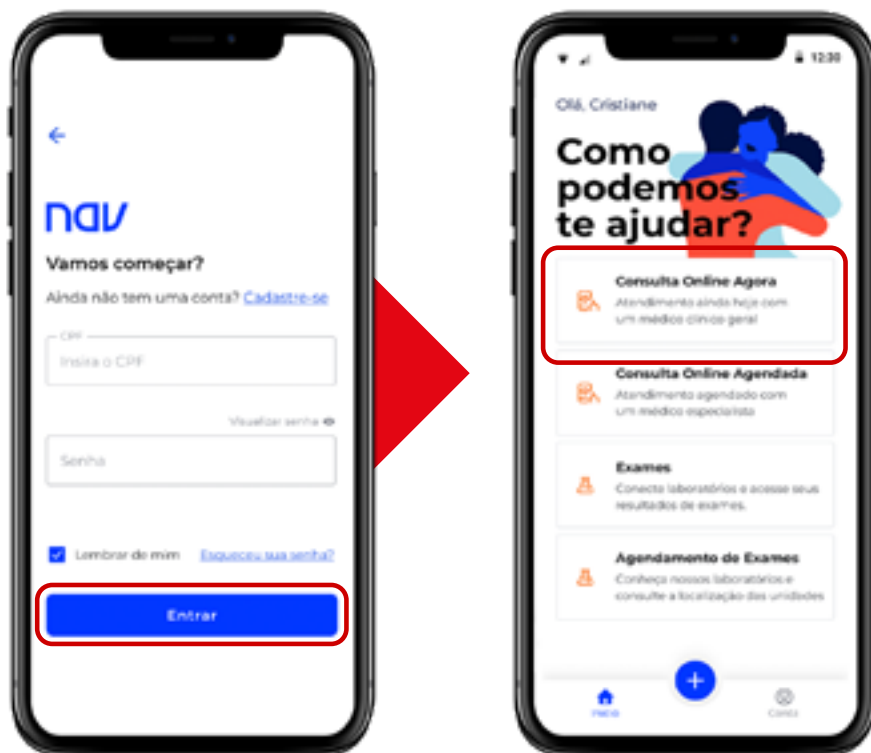 nav
Vamos começar?
Ainda não tem uma conta? Cadastre-se
CPF
Insira o CPF
Visualizar senha
Senha
Lembrar de mim Esqueceu sua senha?
Entrar
12:30
Olá, Cristiane
Como
podemos
te ajudar?
Consulta Online Agora
Atendimento ainda hoje com
um médico clínico geral
Consulta Online Agendada
Atendimento agendado com
um médico especialista
Exames
Conecte laboratórios e acesse seus
resultados de exames.
Agendamento de Exames
Conheça nossos laboratórios e
consulte a localização das unidades
Início
Conta